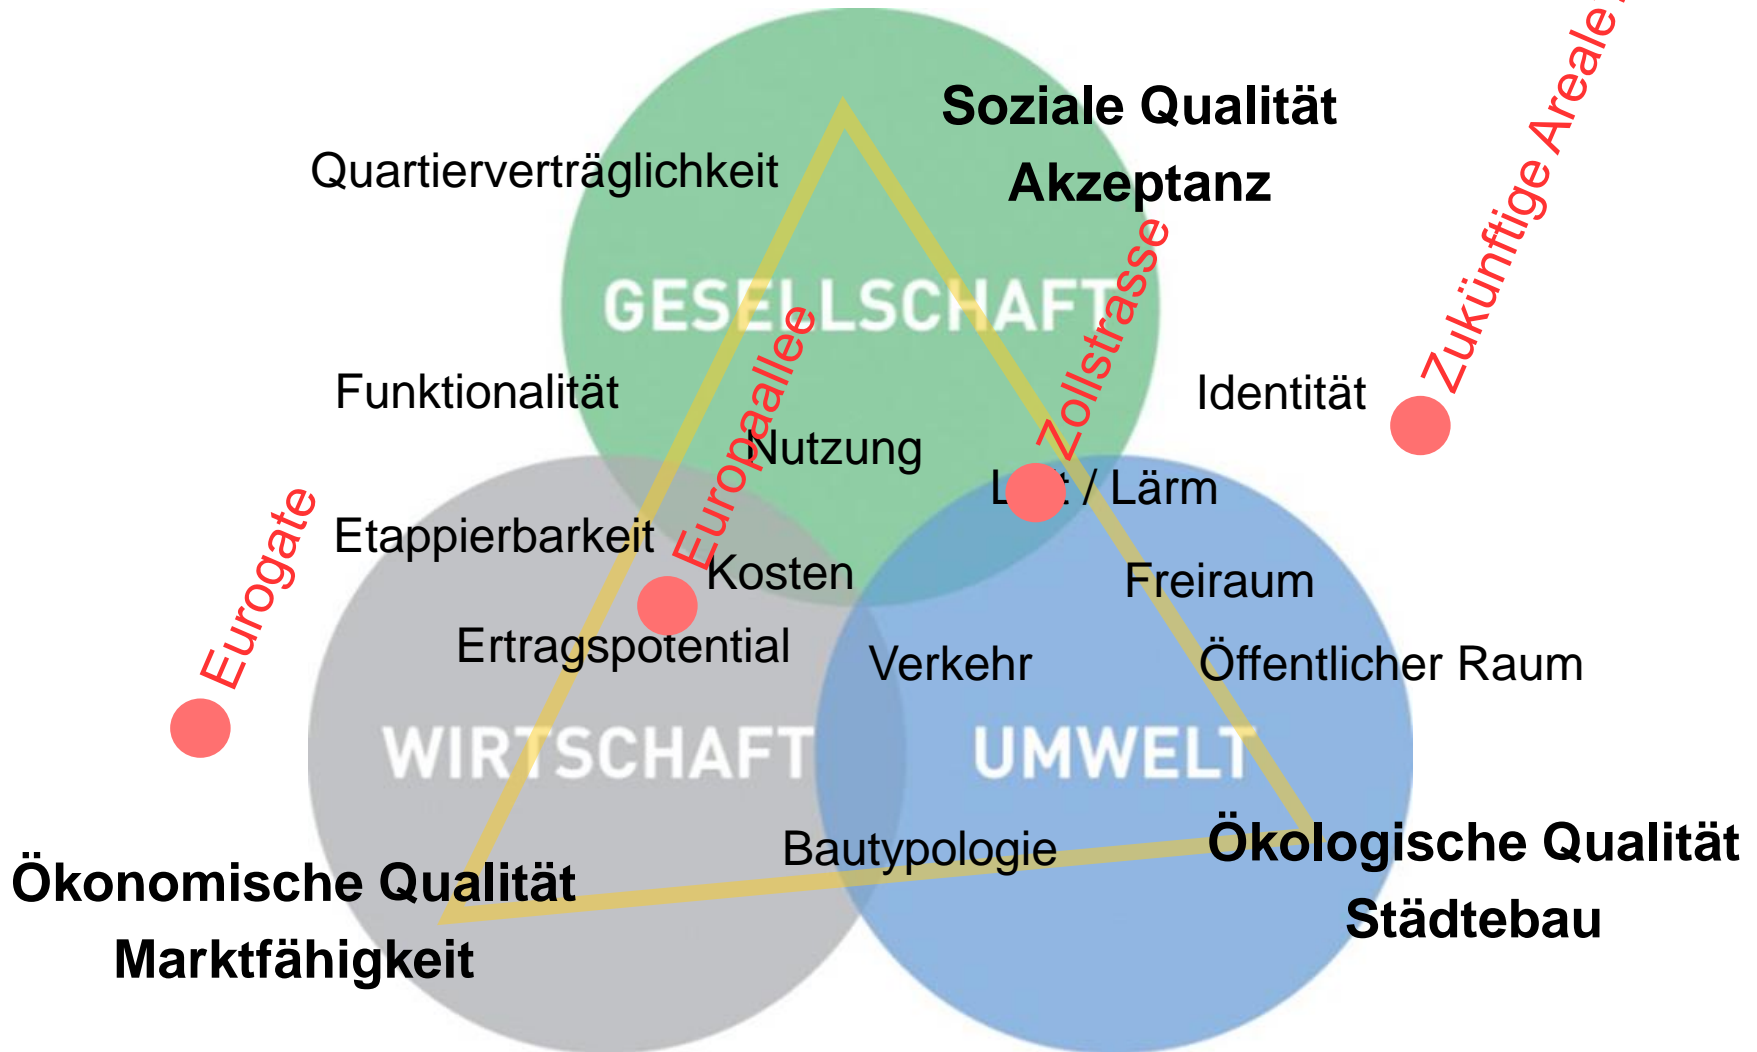 Zukünftige Areale
Soziale Qualität
Akzeptanz
Quartierverträglichkeit
GESELLSCHAFT
Zollstrasse
Europaallee
Funktionalität
Identität
Nutzung
/ Lärm
Etappierbarkeit
Eurogate
Kosten
Freiraum
Ertragspotential
Verkehr
Öffentlicher Raum
WIRTSCHAFT
UMWELT
Bautypologie
Ökologische Qualität
Städtebau
Ökonomische Qualität
Marktfähigkeit